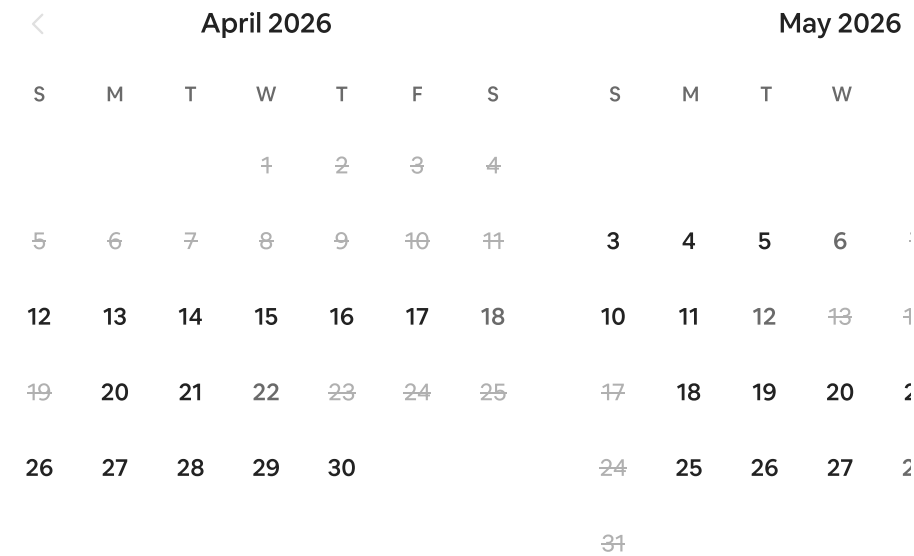 April 2026
S M T W T F S
1 2 3 4
5 6 7 8 9 10 11
12 13 14 15 16 17 18
19 20 21 22 23 24 25
26 27 28 29 30
May 2026
S M T W
3 4 5 6
10 11 12 13
17 18 19 20
24 25 26 27
31